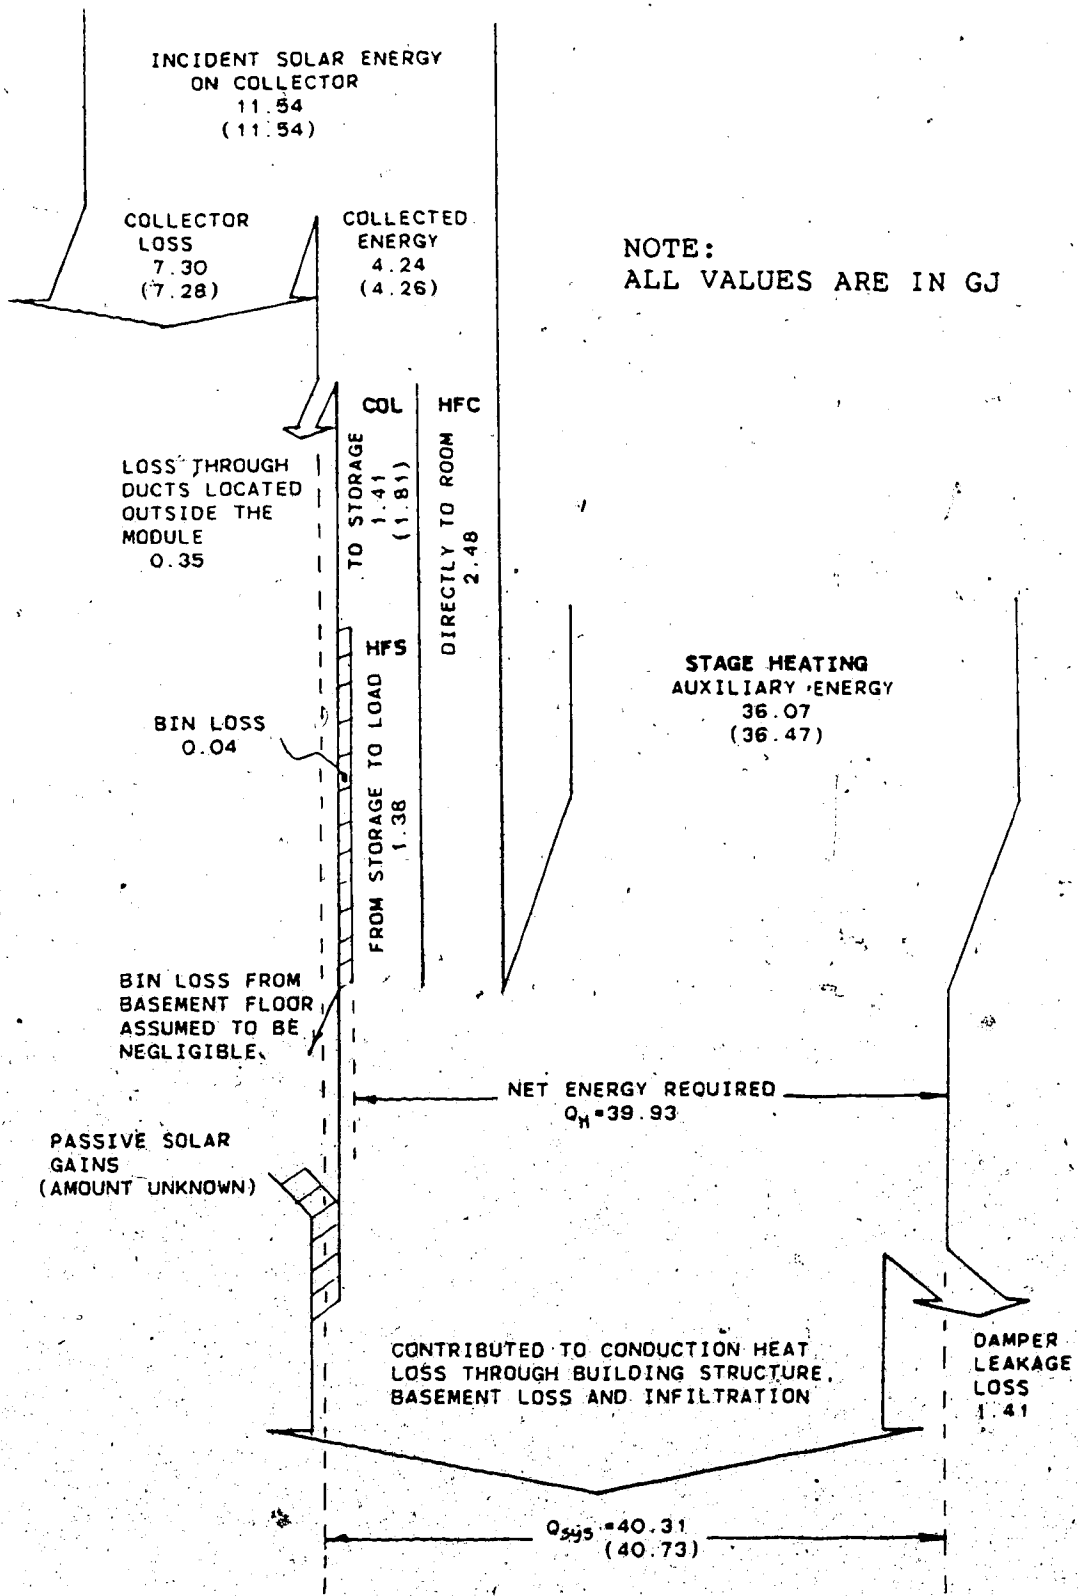 INCIDENT SOLAR ENERGY
ON COLLECTOR
11.54
(11.54)
COLLECTOR
LOSS
7.30
(7.28)
COLLECTED
ENERGY
4.24
(4.26)
NOTE:
ALL VALUES ARE IN GJ
COL
HFC
TO STORAGE
1.41
(1.81)
DIRECTLY TO ROOM
2.48
LOSS THROUGH
DUCTS LOCATED
OUTSIDE THE
MODULE
0.35
HFS
FROM STORAGE TO LOAD
1.38
STAGE HEATING
AUXILIARY ENERGY
36.07
(36.47)
BIN LOSS
0.04
BIN LOSS FROM
BASEMENT FLOOR
ASSUMED TO BE
NEGLIGIBLE.
NET ENERGY REQUIRED
QH=39.93
PASSIVE SOLAR
GAINS
(AMOUNT UNKNOWN)
CONTRIBUTED TO CONDUCTION HEAT
LOSS THROUGH BUILDING STRUCTURE,
BASEMENT LOSS AND INFILTRATION
DAMPER
LEAKAGE
LOSS
1.41
Qsys=40.31
(40.73)